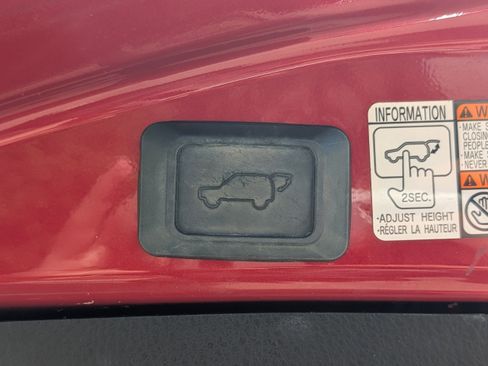 INFORMATION
2SEC.
·ADJUST HEIGHT
·RÉGLER LA HAUTEUR
·MAKE
CLOSING
PEOPLE
·MAKE
·NEVER